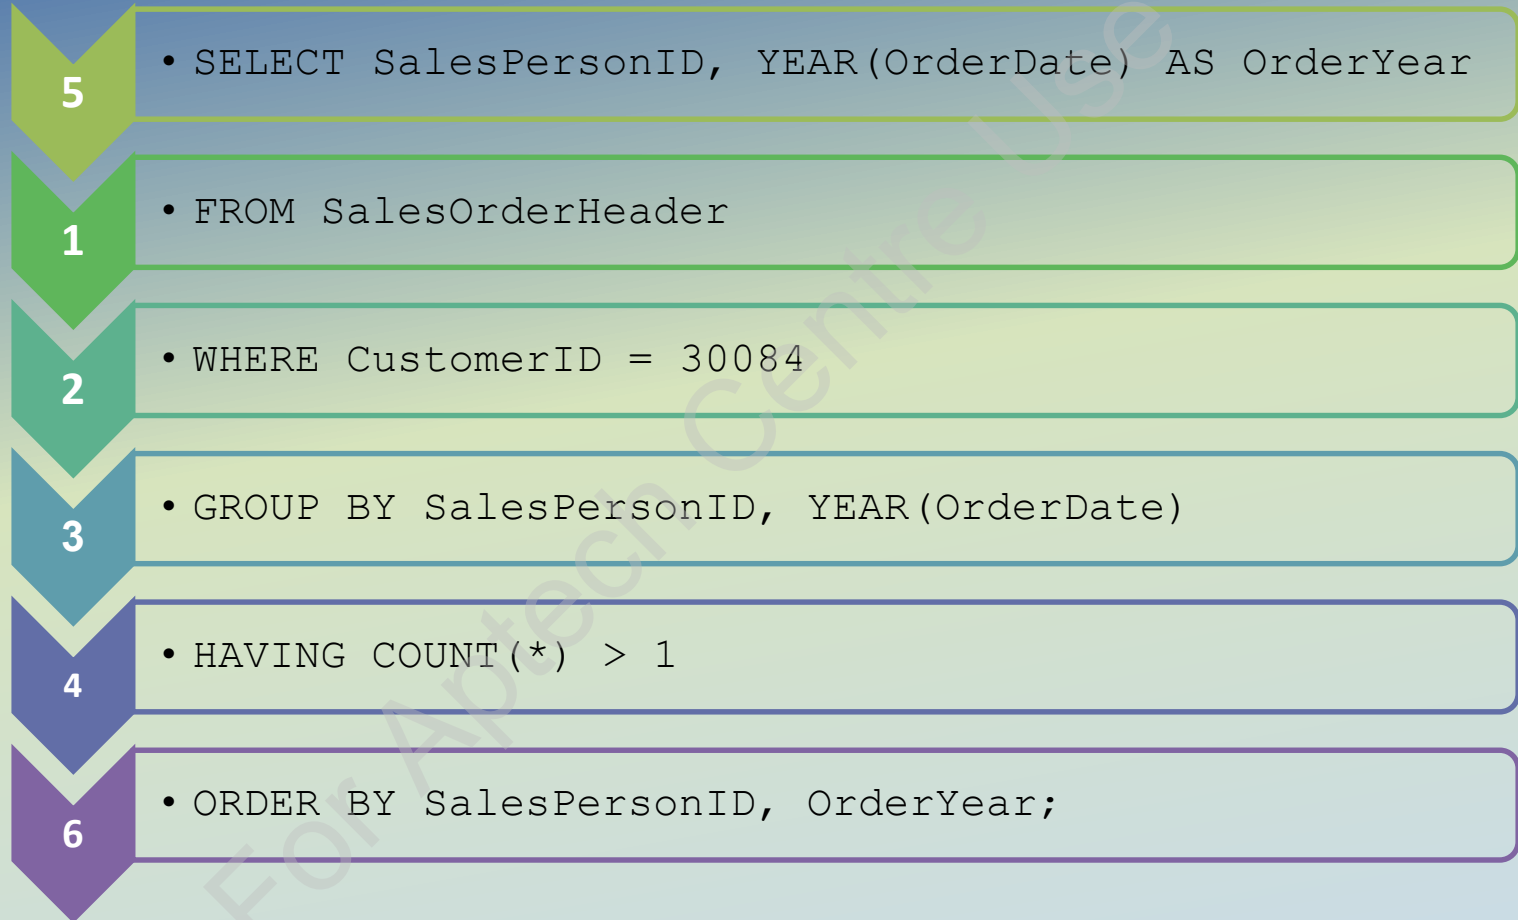 5
• SELECT SalesPersonID, YEAR(OrderDate) AS OrderYear
1
• FROM SalesOrderHeader
2
• WHERE CustomerID = 30084
3
• GROUP BY SalesPersonID, YEAR(OrderDate)
4
• HAVING COUNT(*) > 1
6
• ORDER BY SalesPersonID, OrderYear;
For Aptech Centre Use